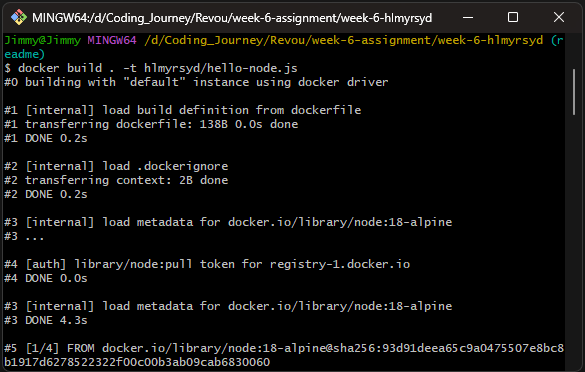 MINGW64:/d/Coding_Journey/Revou/week-6-assignment/week-6-hlmyrsyd
Jimmy@Jimmy MINGW64 /d/Coding_Journey/Revou/week-6-assignment/week-6-hlmyrsyd (r
eadme)
$ docker build . -t hlmyrsyd/hello-node.js
#0 building with "default" instance using docker driver
#1 [internal] load build definition from dockerfile
#1 transferring dockerfile: 138B 0.0s done
#1 DONE 0.2s
#2 [internal] load .dockerignore
#2 transferring context: 2B done
#2 DONE 0.2s
#3 [internal] load metadata for docker.io/library/node:18-alpine
#3 ...
#4 [auth] library/node:pull token for registry-1.docker.io
#4 DONE 0.0s
#3 [internal] load metadata for docker.io/library/node:18-alpine
#3 DONE 4.3s
#5 [1/4] FROM docker.io/library/node:18-alpine@sha256:93d91deea65c9a0475507e8bc8
b1917d6278522322f00c00b3ab09cab6830060